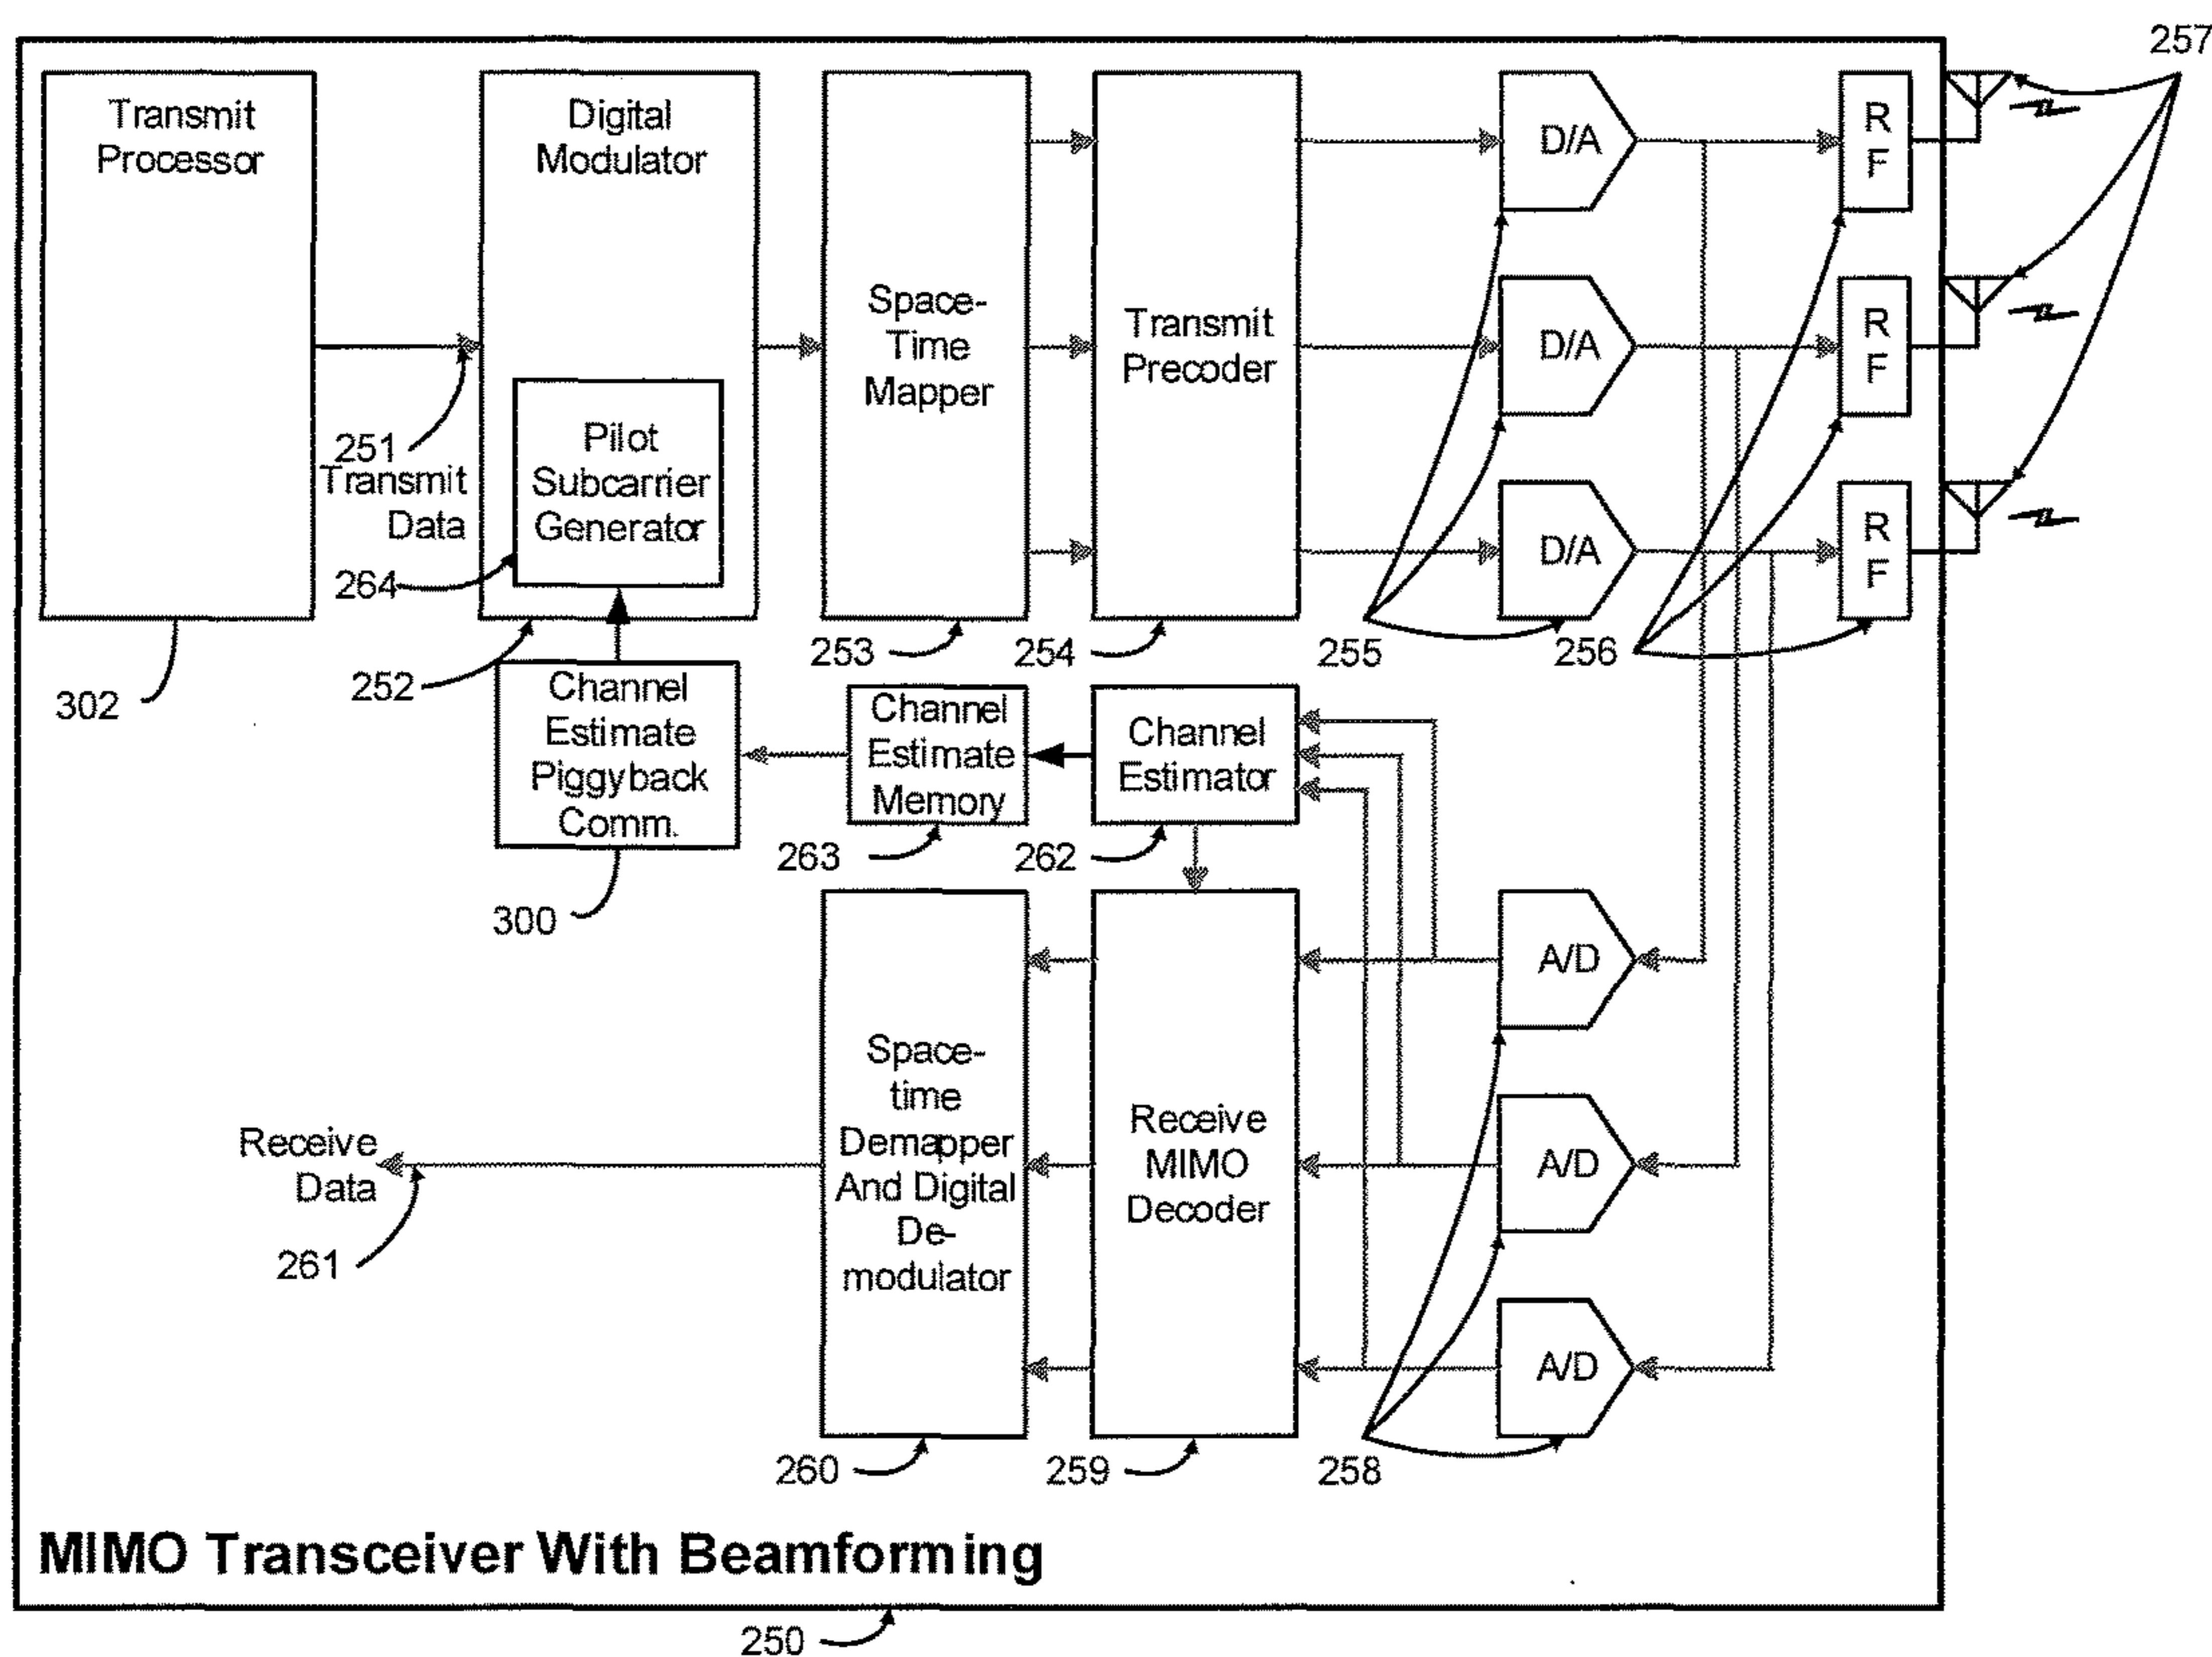 257
Transmit
Processor
Digital
Modulator
D/A
R
F
Space-
Time
Mapper
Transmit
Precoder
D/A
R
F
251
Transmit
Data
Pilot
Subcarrier
Generator
D/A
R
F
264
253
254
255
256
302
252
Channel
Estimate
Piggyback
Comm.
Channel
Estimate
Memory
Channel
Estimator
263
262
300
A/D
Space-
time
Demapper
And Digital
De-
modulator
Receive
MIMO
Decoder
A/D
Receive
Data
261
A/D
260
259
258
MIMO Transceiver With Beamforming
250